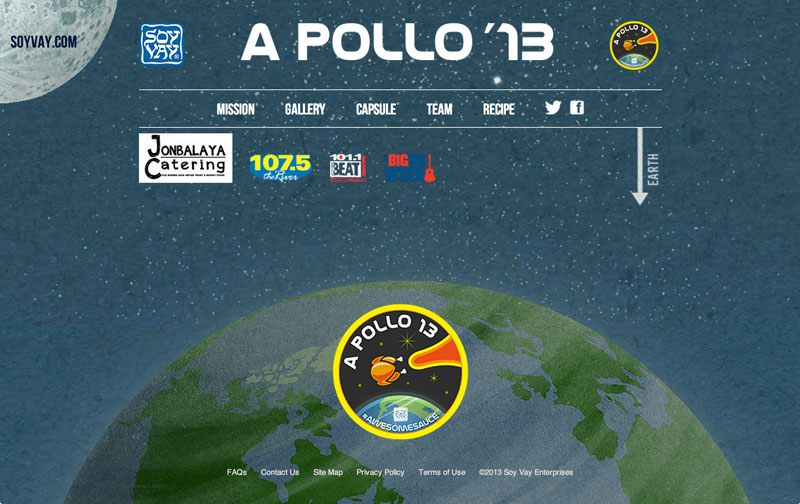 SOYVAY.COM
SOY
VAY®
A POLLO '13
A POLLO 13
MISSION GALLERY CAPSULE TEAM RECIPE
EARTH
JONBALAYA
Catering
107.5
the River
101.1
BEAT
BIG
A POLLO 13
#AWESOMESAUCE
FAQs Contact Us Site Map Privacy Policy Terms of Use ©2013 Soy Vay Enterprises